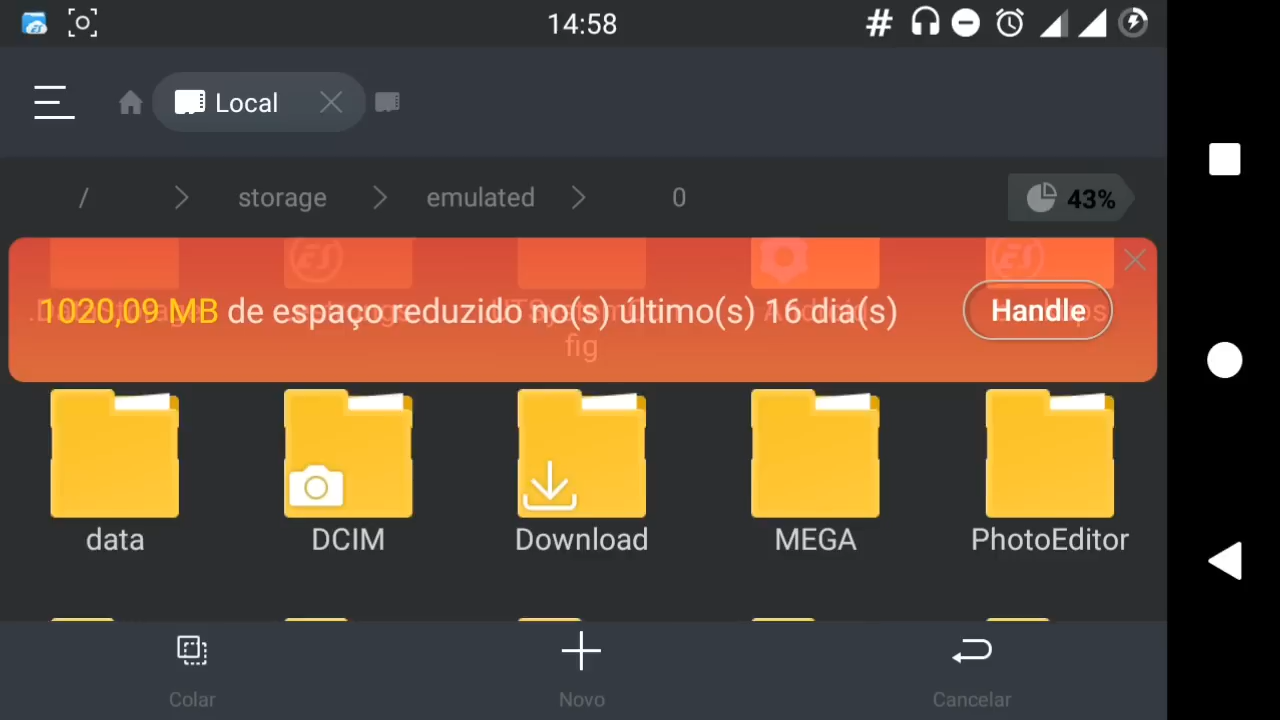 14:58
Local
/ storage emulated 0 43%
1020,09 MB de espaço reduzido no(s) último(s) 16 dia(s) Handle
fig
data DCIM Download MEGA PhotoEditor
Colar Novo Cancelar